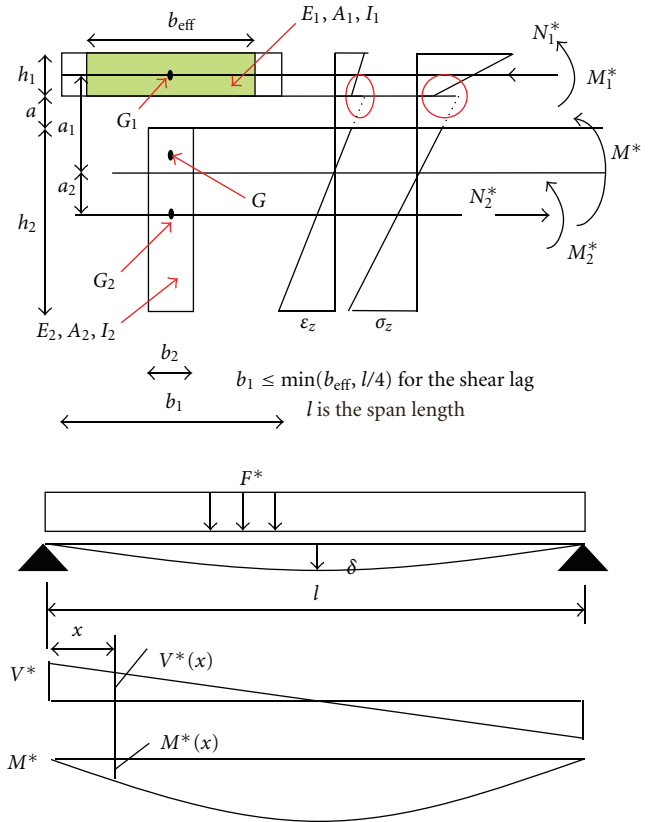 b_eff
E_1, A_1, I_1
N_1^*
h_1
M_1^*
a
a_1
G_1
M^*
a_2
G
N_2^*
h_2
G_2
M_2^*
E_2, A_2, I_2
ε_z
σ_z
b_2
b_1 ≤ min(b_eff, l/4) for the shear lag
b_1
l is the span length
F^*
δ
l
x
V^*
V^*(x)
M^*
M^*(x)